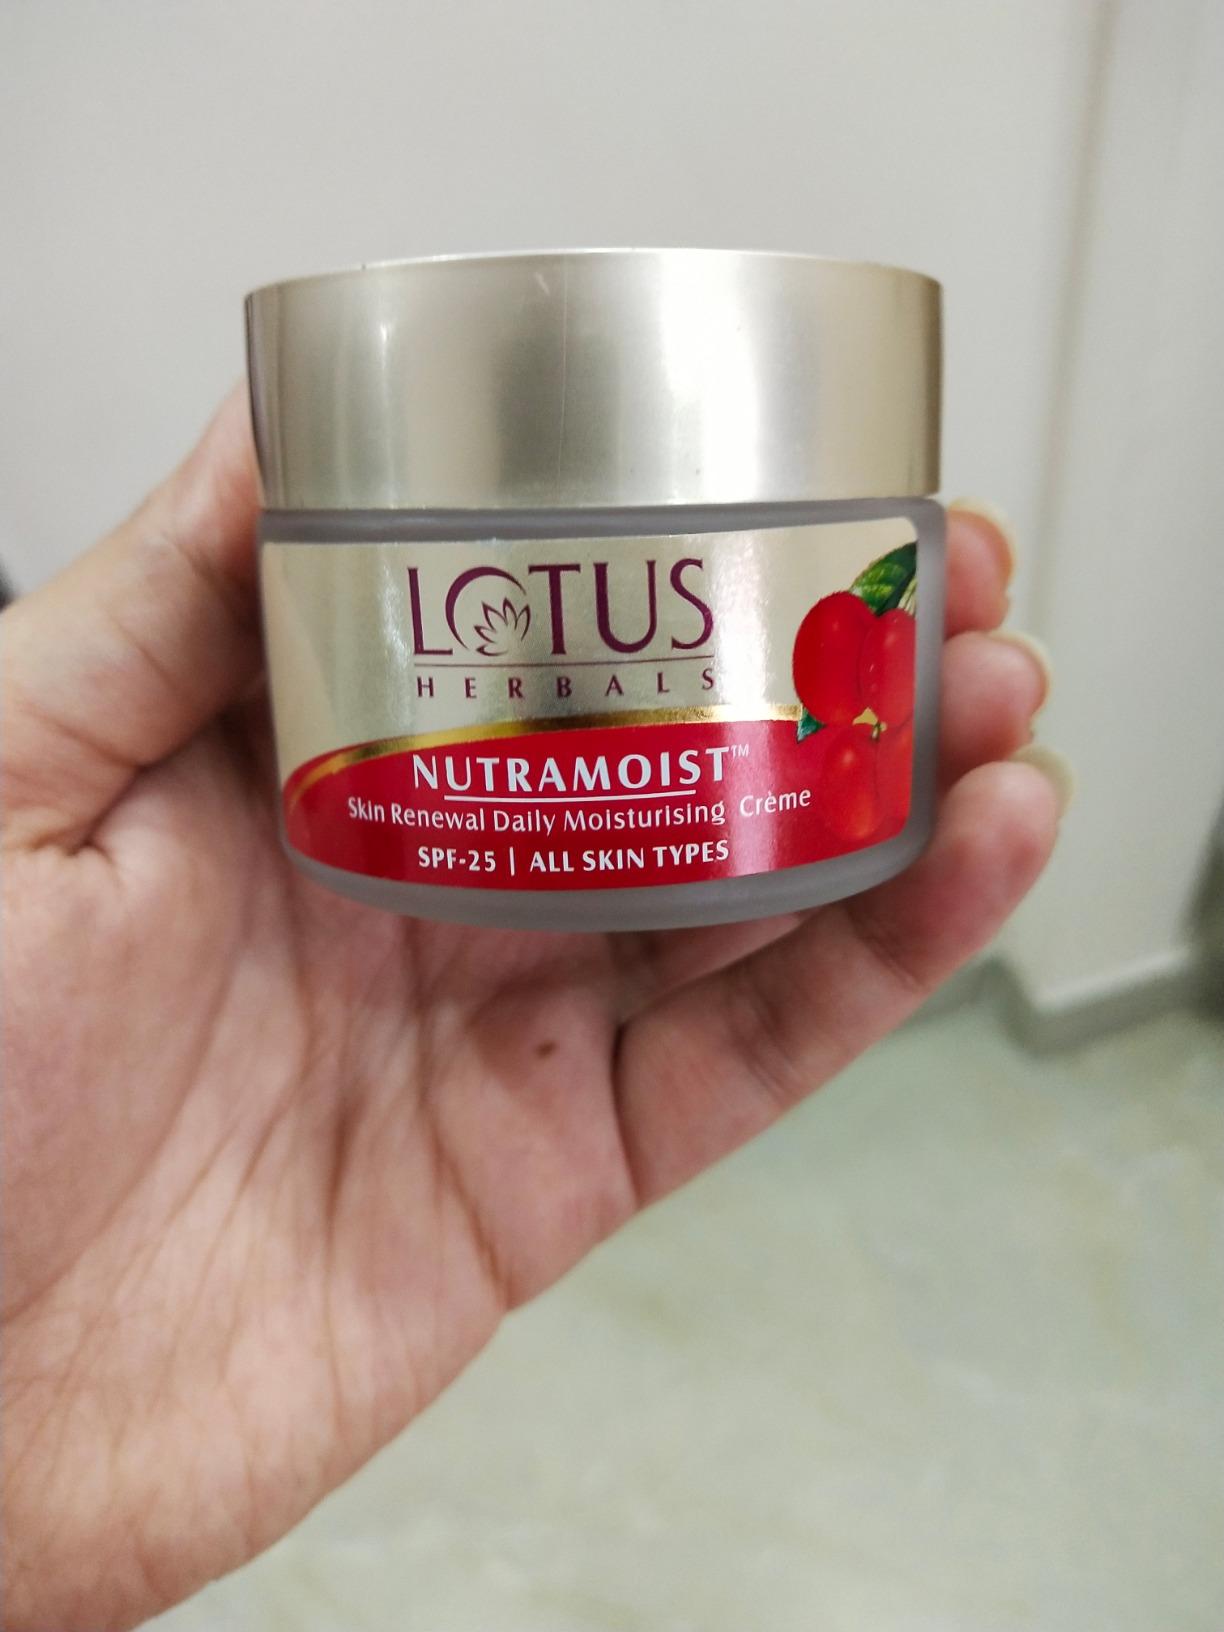 LOTUS
HERBALS
NUTRAMOIST™
Skin Renewal Daily Moisturising Crème
SPF-25 | ALL SKIN TYPES